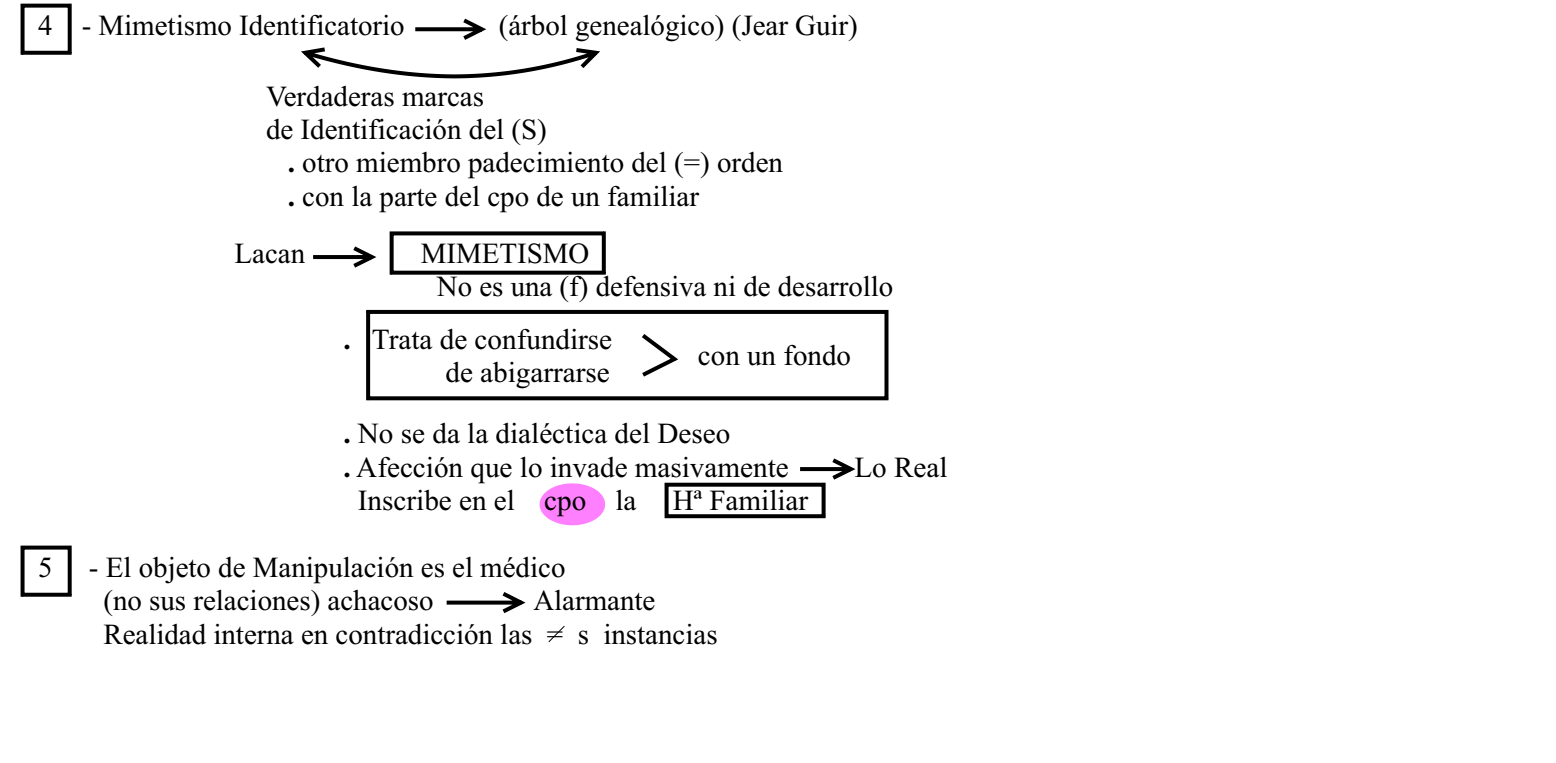 4 - Mimetismo Identificatorio (árbol genealógico) (Jear Guir)
Verdaderas marcas
de Identificación del (S)
. otro miembro padecimiento del (=) orden
. con la parte del cpo de un familiar
Lacan MIMETISMO
No es una (f) defensiva ni de desarrollo
. Trata de confundirse
de abigarrarse
con un fondo
. No se da la dialéctica del Deseo
. Afección que lo invade masivamente Lo Real
Inscribe en el cpo la Hª Familiar
5 - El objeto de Manipulación es el médico
(no sus relaciones) achacoso Alarmante
Realidad interna en contradicción las ≠ s instancias